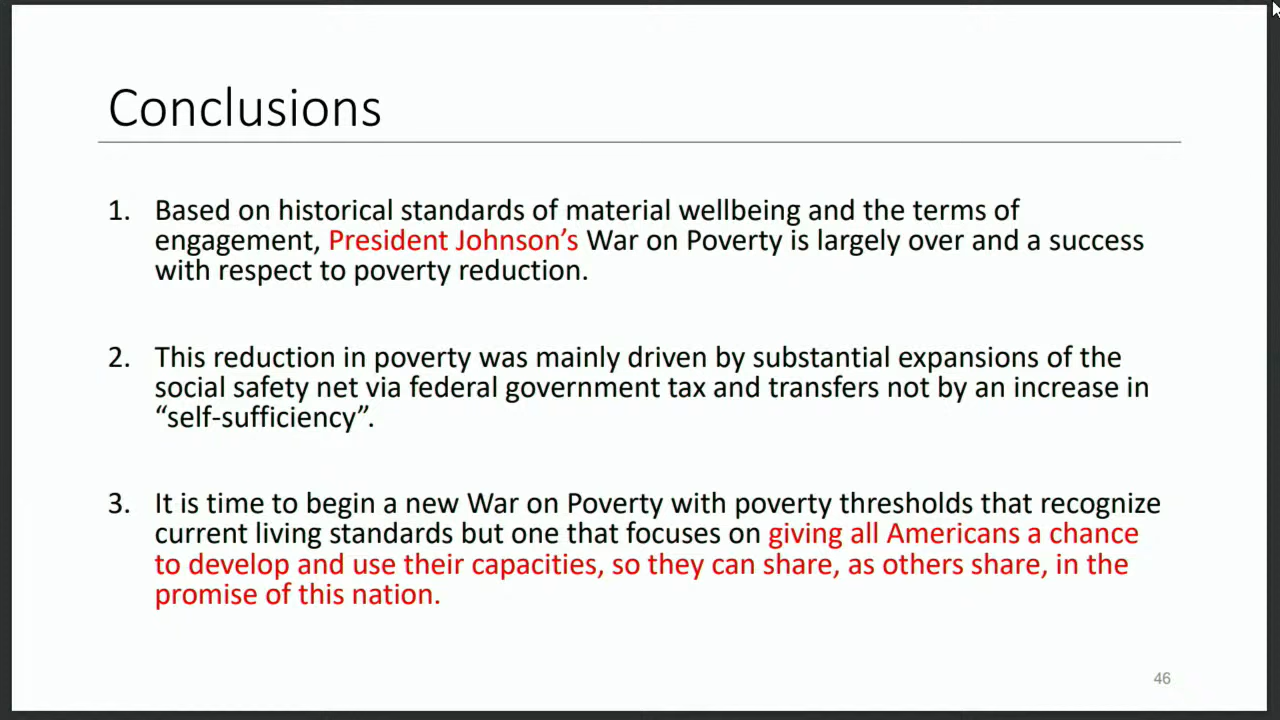 Conclusions
1. Based on historical standards of material wellbeing and the terms of
engagement, President Johnson’s War on Poverty is largely over and a success
with respect to poverty reduction.
2. This reduction in poverty was mainly driven by substantial expansions of the
social safety net via federal government tax and transfers not by an increase in
“self-sufficiency”.
3. It is time to begin a new War on Poverty with poverty thresholds that recognize
current living standards but one that focuses on giving all Americans a chance
to develop and use their capacities, so they can share, as others share, in the
promise of this nation.
46